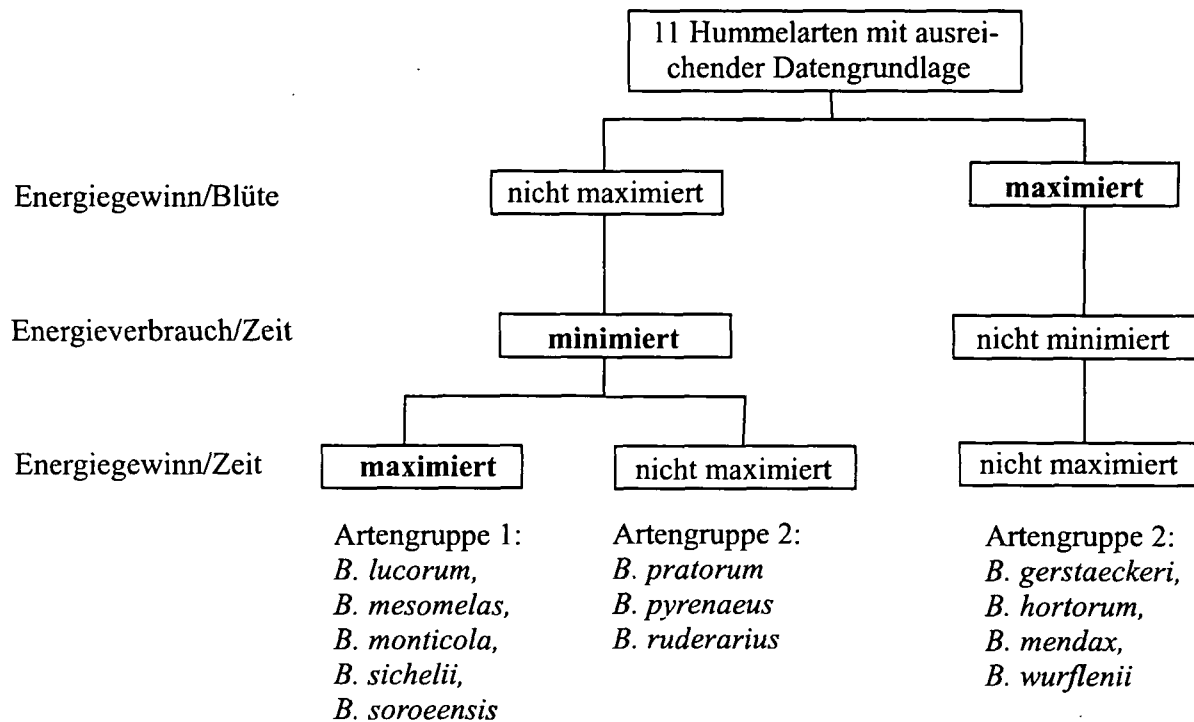 11 Hummelarten mit ausrei-
chender Datengrundlage
Energiegewinn/Blüte
nicht maximiert
maximiert
Energieverbrauch/Zeit
minimiert
nicht minimiert
Energiegewinn/Zeit
maximiert
nicht maximiert
nicht maximiert
Artengruppe 1:
B. lucorum,
B. mesomelas,
B. monticola,
B. sichelii,
B. soroeensis
Artengruppe 2:
B. pratorum
B. pyrenaeus
B. ruderarius
Artengruppe 2:
B. gerstaeckeri,
B. hortorum,
B. mendax,
B. wurflenii